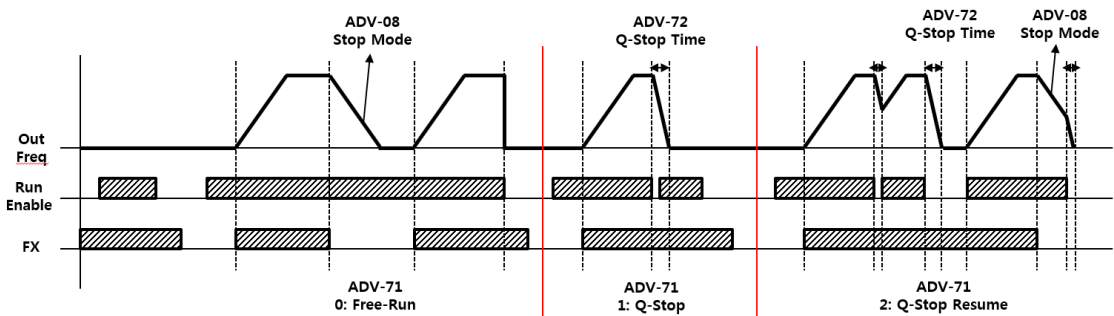 ADV-08
Stop Mode
ADV-72
Q-Stop Time
ADV-72
Q-Stop Time
ADV-08
Stop Mode
Out
Freq
Run
Enable
FX
ADV-71
0: Free-Run
ADV-71
1: Q-Stop
ADV-71
2: Q-Stop Resume